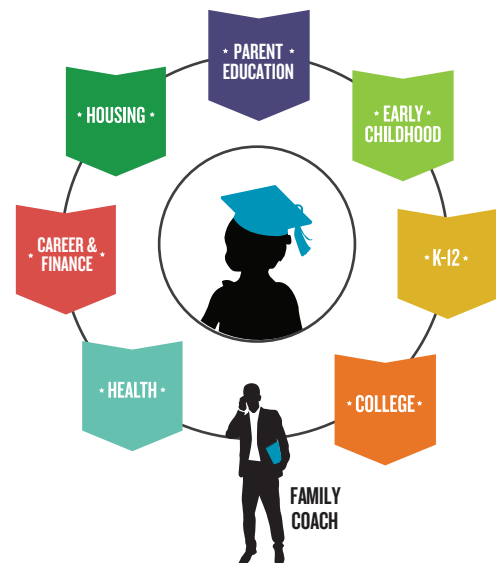 * PARENT *
EDUCATION
* EARLY *
CHILDHOOD
* K-12 *
* COLLEGE *
FAMILY
COACH
* HEALTH *
* CAREER & *
FINANCE
* HOUSING *